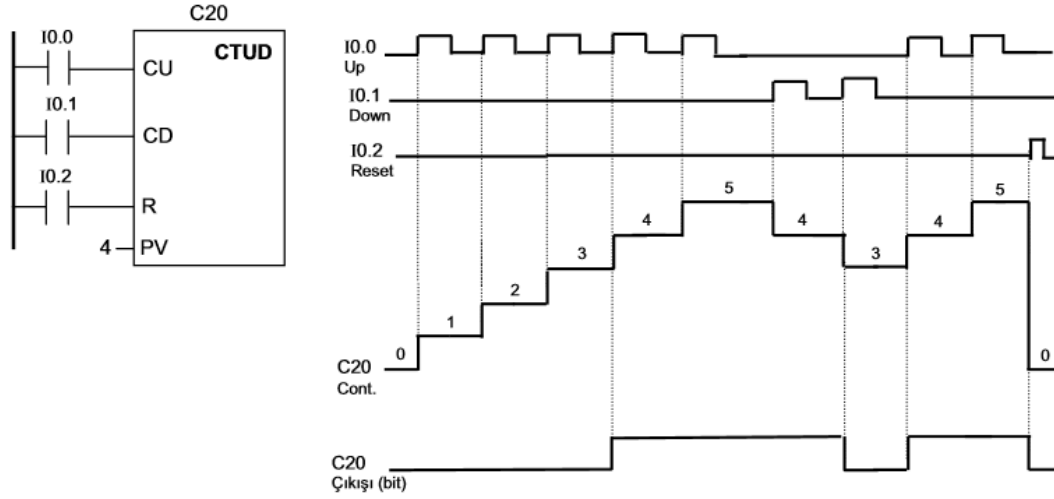 C20
I0.0
CU
CTUD
I0.1
CD
I0.2
R
4 PV
I0.0
Up
I0.1
Down
I0.2
Reset
0 1 2 3 4 5 4 3 4 5 0
C20
Cont.
C20
Çıkışı (bit)